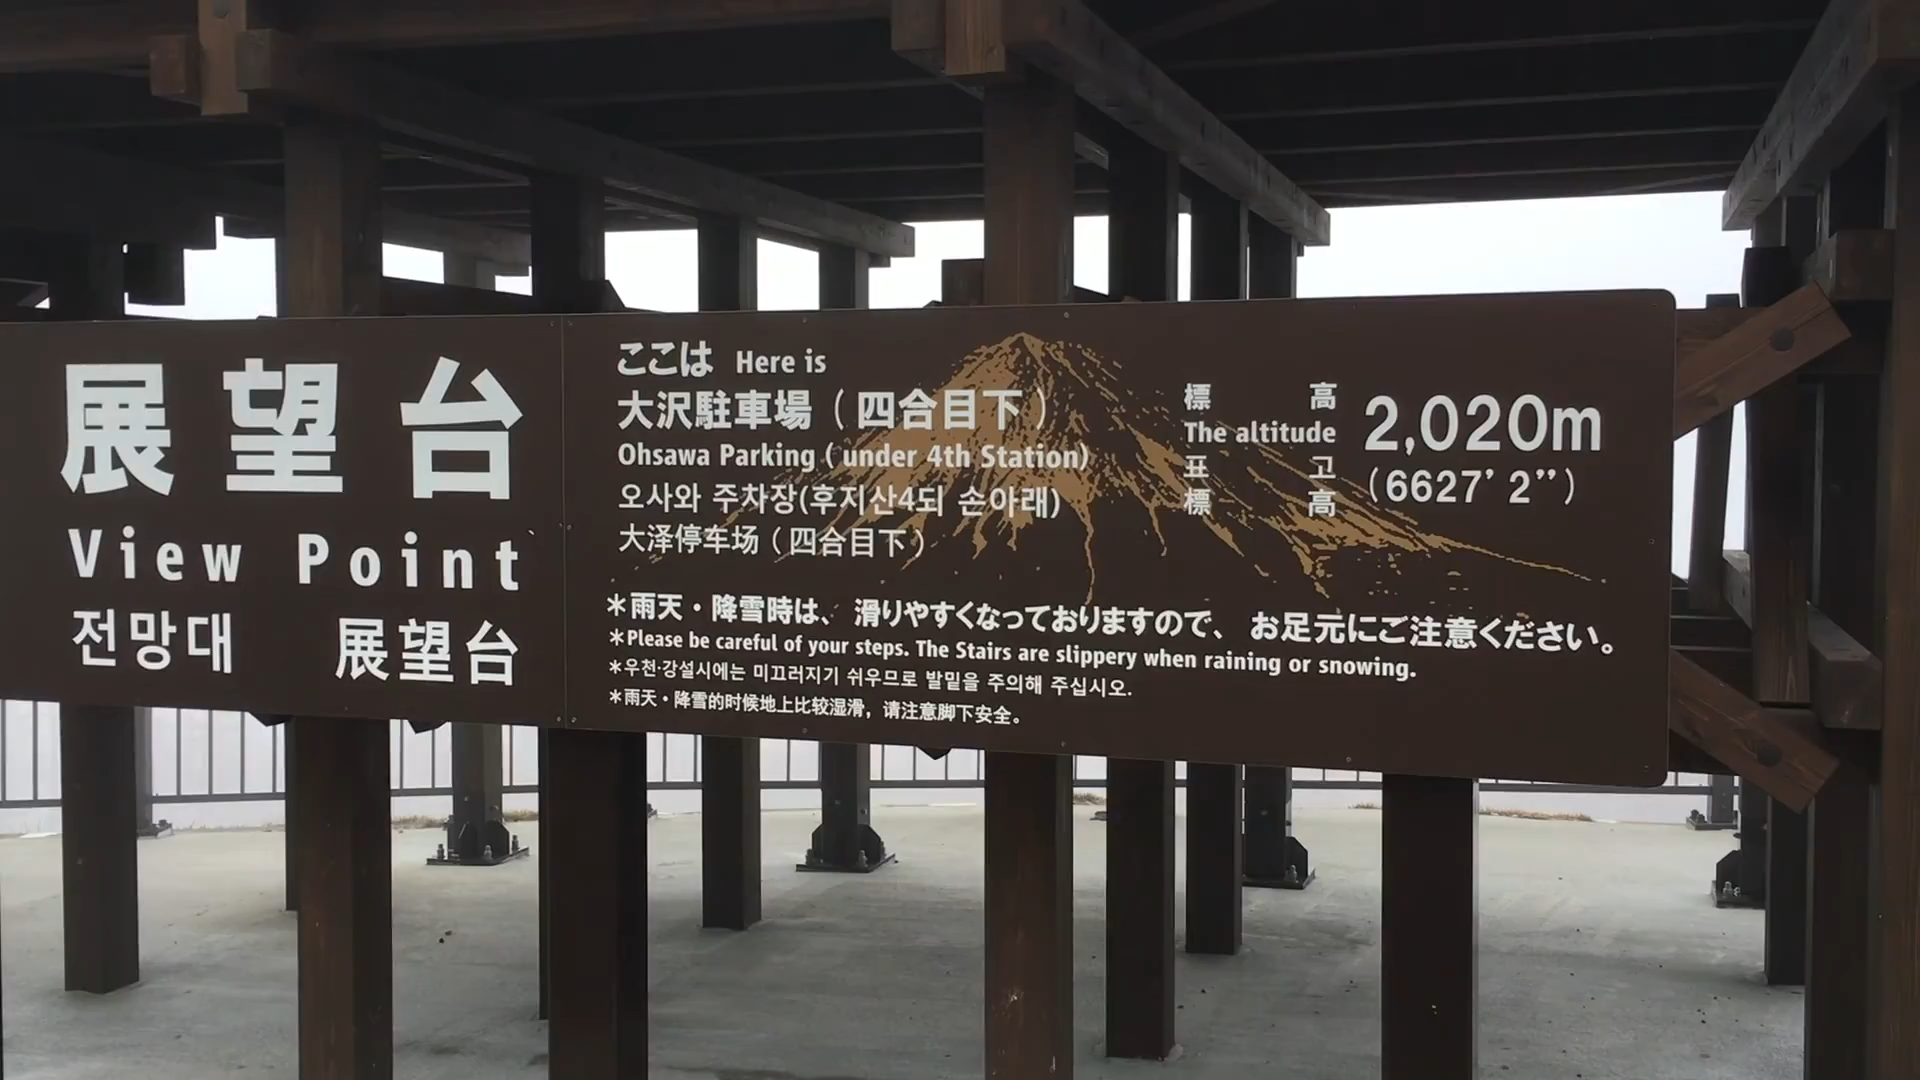 展望台
View Point
전망대 展望台
ここは Here is
大沢駐車場（四合目下）
Ohsawa Parking ( under 4th Station)
오사와 주차장(후지산4되 손아래)
大泽停车场（四合目下）
標高
The altitude
표고
標高
2,020m
(6627’ 2”)
＊雨天・降雪時は、滑りやすくなっておりますので、お足元にご注意ください。
＊Please be careful of your steps. The Stairs are slippery when raining or snowing.
＊우천·강설시에는 미끄러지기 쉬우므로 발밑을 주의해 주십시오.
＊雨天・降雪的时候地上比较湿滑，请注意脚下安全。